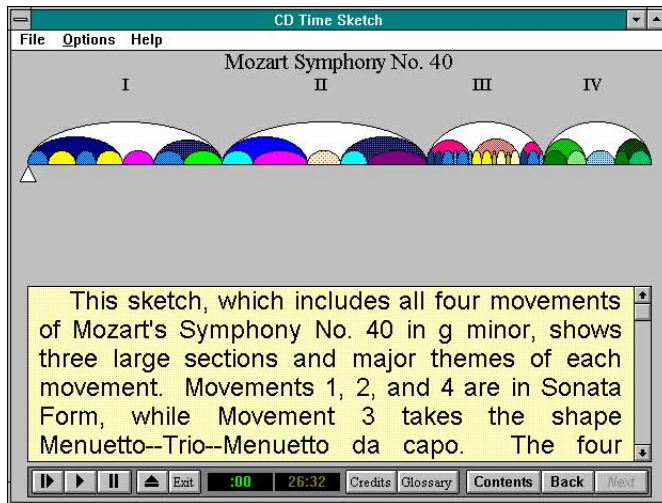 CD Time Sketch
File Options Help
Mozart Symphony No. 40
I II III IV
This sketch, which includes all four movements
of Mozart's Symphony No. 40 in g minor, shows
three large sections and major themes of each
movement. Movements 1, 2, and 4 are in Sonata
Form, while Movement 3 takes the shape
Menuetto--Trio--Menuetto da capo. The four
Exit :00 26:32 Credits Glossary Contents Back Next